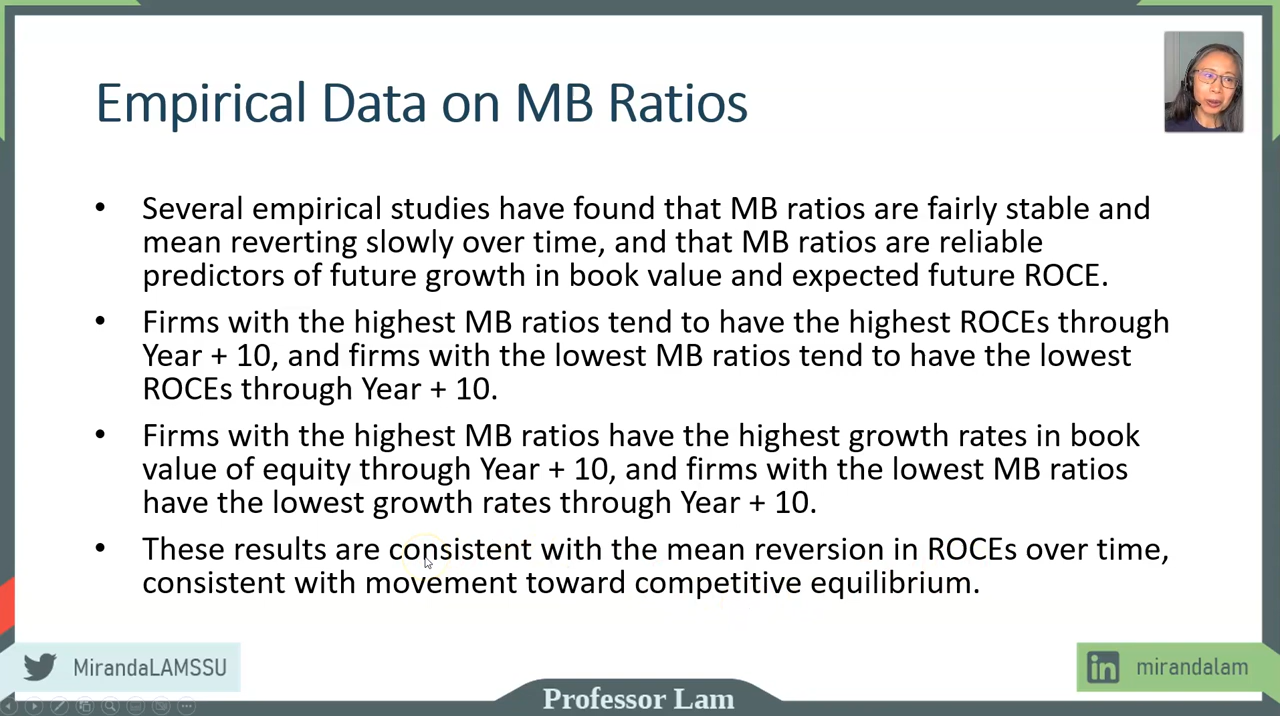 Empirical Data on MB Ratios
• Several empirical studies have found that MB ratios are fairly stable and
mean reverting slowly over time, and that MB ratios are reliable
predictors of future growth in book value and expected future ROCE.
• Firms with the highest MB ratios tend to have the highest ROCEs through
Year + 10, and firms with the lowest MB ratios tend to have the lowest
ROCEs through Year + 10.
• Firms with the highest MB ratios have the highest growth rates in book
value of equity through Year + 10, and firms with the lowest MB ratios
have the lowest growth rates through Year + 10.
• These results are consistent with the mean reversion in ROCEs over time,
consistent with movement toward competitive equilibrium.
MirandaLAMSSU
in mirandalam
Professor Lam